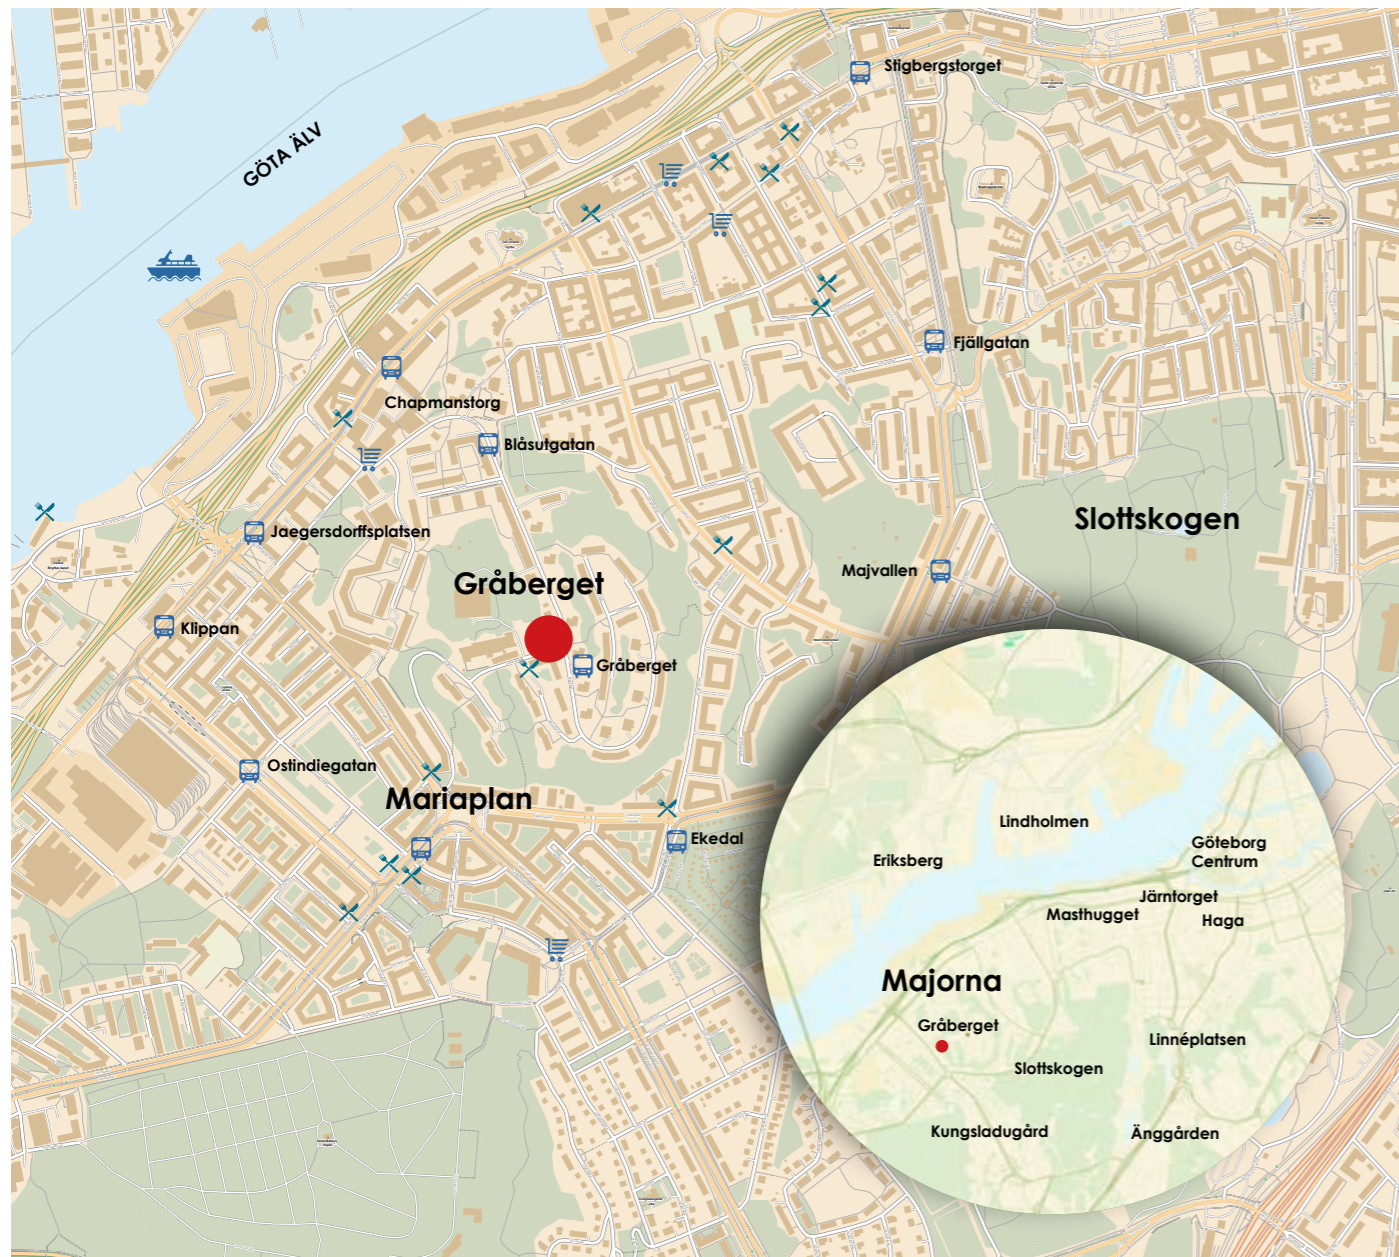 Stigbergstorget
GÖTA ÄLV
Fjällgatan
Chapmanstorg
Blåsutgatan
Slottskogen
Jaegersdorffsplatsen
Majvallen
Gråberget
Klippan
Gråberget
Ostindiegatan
Mariaplan
Ekedal
Lindholmen
Eriksberg
Göteborg
Centrum
Järntorget
Masthugget
Haga
Majorna
Gråberget
Linnéplatsen
Slottskogen
Kungsladugård
Änggården